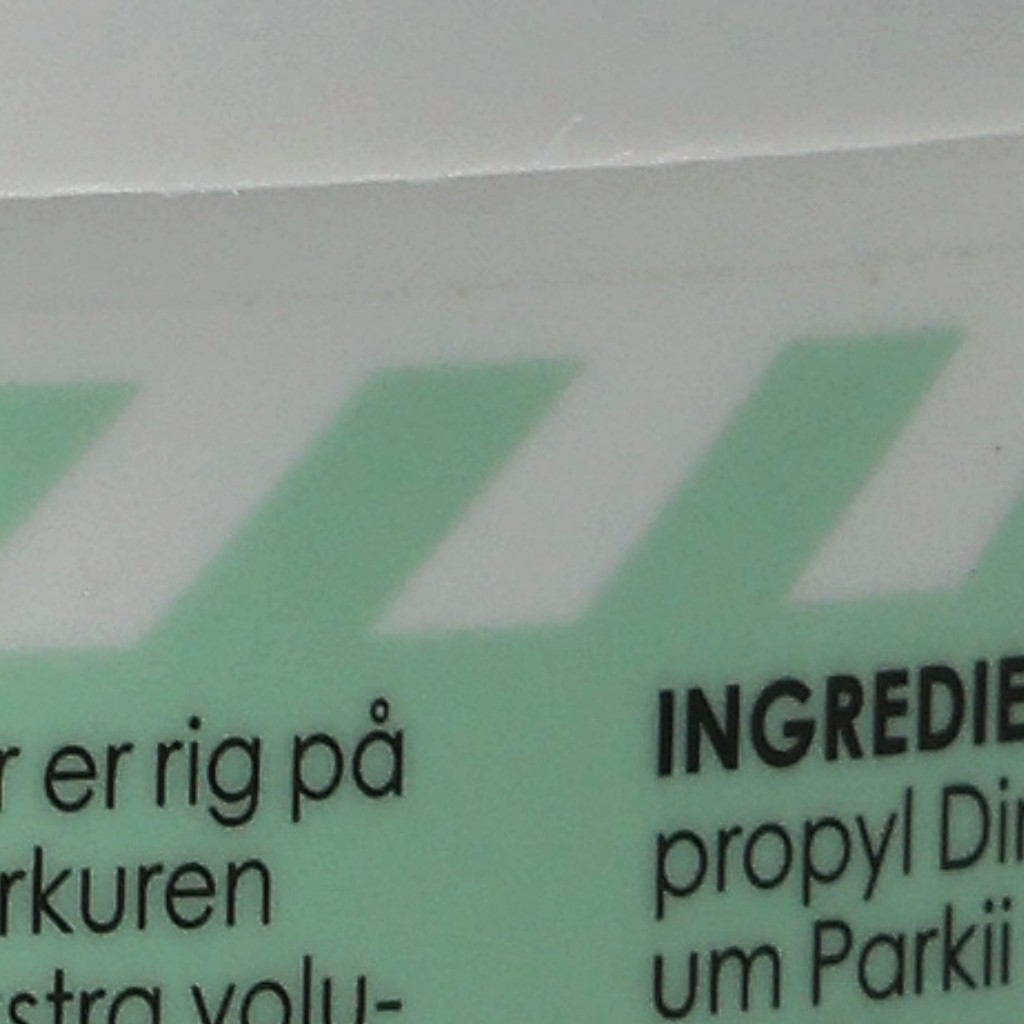 er rig på
rkuren
stra volu-
INGREDIE
propyl Di
um Parkii